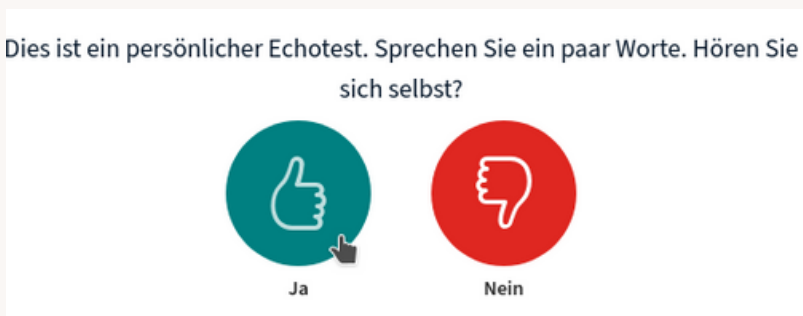 Dies ist ein persönlicher Echotest. Sprechen Sie ein paar Worte. Hören Sie
sich selbst?
Ja
Nein